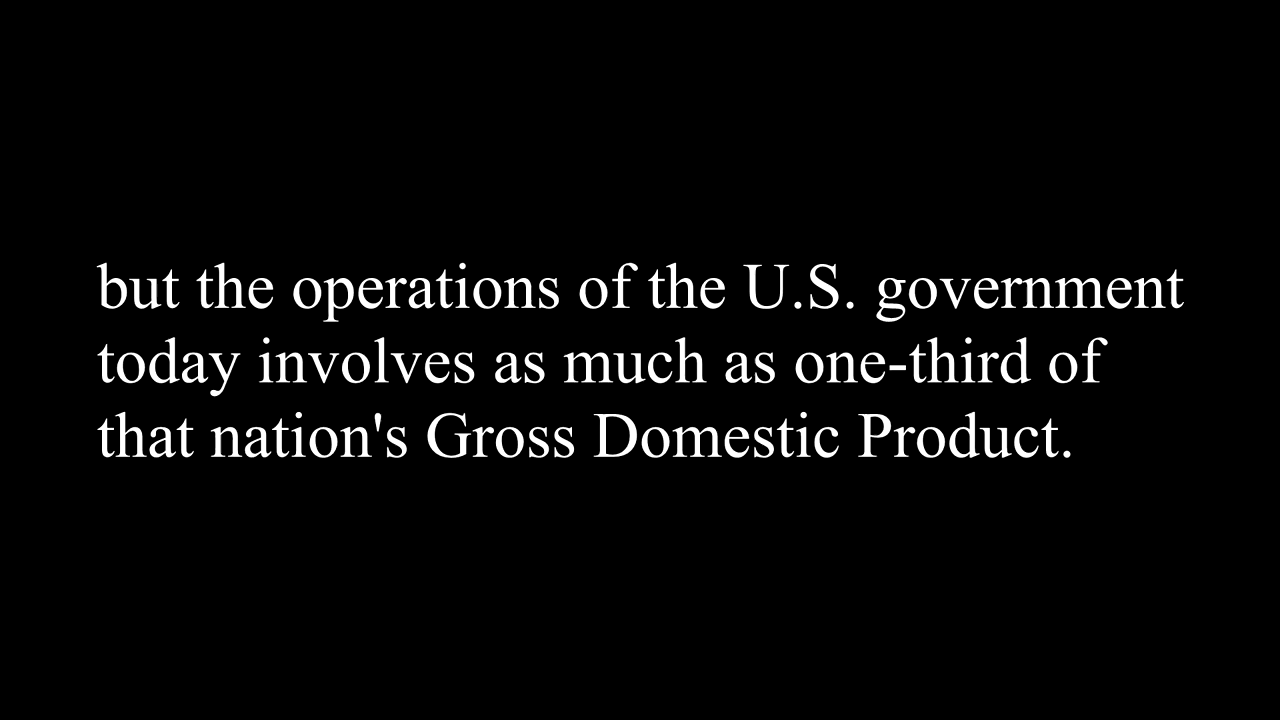 but the operations of the U.S. government
today involves as much as one-third of
that nation's Gross Domestic Product.